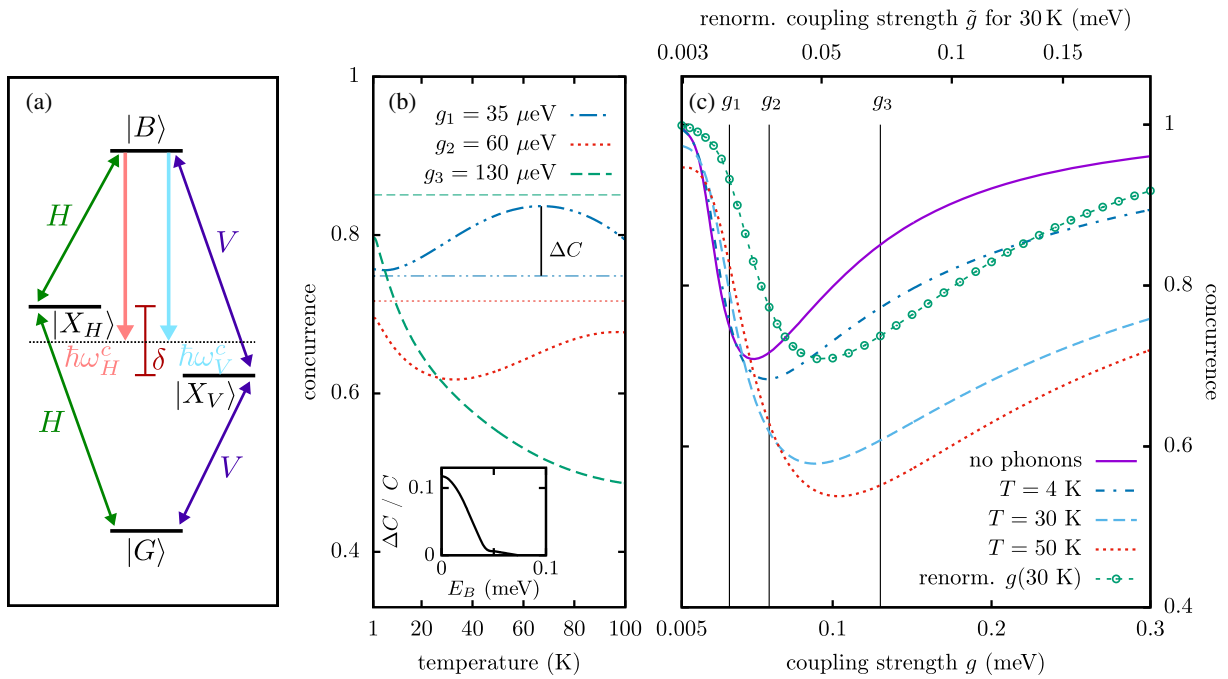 (a)
|B⟩
H
V
|X_H⟩
ħω_H^c
δ
ħω_V^c
|X_V⟩
H
V
|G⟩
(b)
g₁ = 35 μeV
g₂ = 60 μeV
g₃ = 130 μeV
ΔC
concurrence
1
0.8
0.6
0.4
1 20 40 60 80 100
temperature (K)
ΔC / C
0.1
0
0 0.1
E_B (meV)
renorm. coupling strength g̃ for 30 K (meV)
0.003 0.05 0.1 0.15
(c)
g₁ g₂ g₃
no phonons
T = 4 K
T = 30 K
T = 50 K
renorm. g(30 K)
1
0.8
0.6
0.4
concurrence
0.005 0.1 0.2 0.3
coupling strength g (meV)